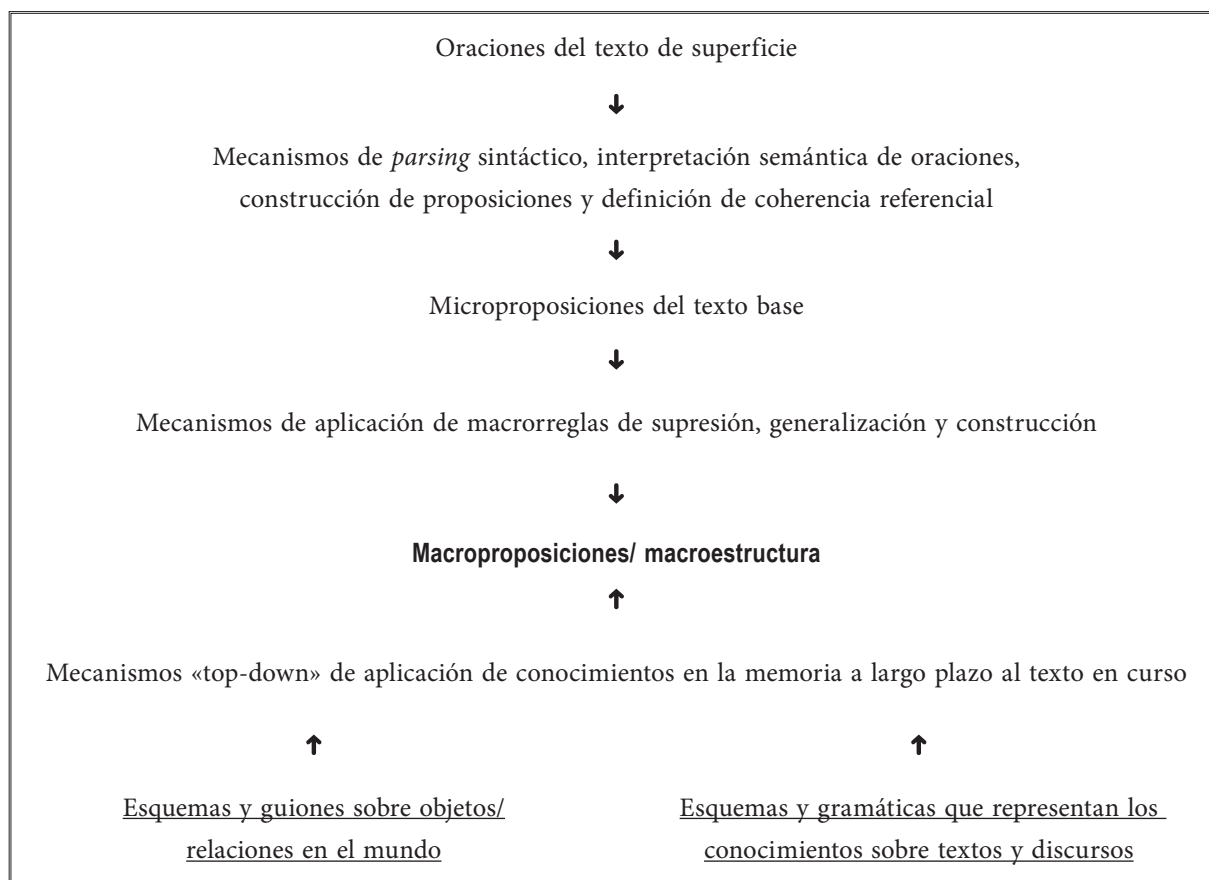 Oraciones del texto de superficie
Mecanismos de parsing sintáctico, interpretación semántica de oraciones,
construcción de proposiciones y definición de coherencia referencial
Microproposiciones del texto base
Mecanismos de aplicación de macrorreglas de supresión, generalización y construcción
Macroproposiciones/ macroestructura
Mecanismos «top-down» de aplicación de conocimientos en la memoria a largo plazo al texto en curso
Esquemas y guiones sobre objetos/
relaciones en el mundo
Esquemas y gramáticas que representan los
conocimientos sobre textos y discursos